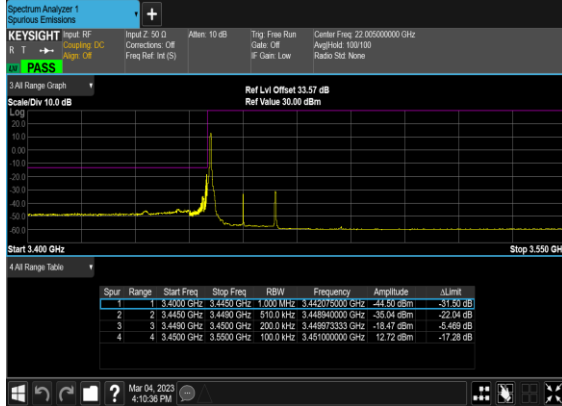 Spectrum Analyzer 1
Spurious Emissions
+
KEYSIGHT Input: RF Input Z: 50 Ω Atten: 10 dB Trig: Free Run Center Freq: 22.005000000 GHz
R T Coupling: DC Corrections: Off Gate: Off Avg|Hold: 100/100
Align: Off Freq Ref: Int (S) IF Gain: Low Radio Std: None
PASS
3 All Range Graph
Ref Lvl Offset 33.57 dB
Scale/Div 10.0 dB Ref Value 30.00 dBm
Log
20.0
10.0
0.00
-10.0
-20.0
-30.0
-40.0
-50.0
-60.0
Start 3.400 GHz Stop 3.550 GH
4 All Range Table
Spur Range Start Freq Stop Freq RBW Frequency Amplitude ΔLimit
1 1 3.4000 GHz 3.4450 GHz 1.000 MHz 3.442075000 GHz -44.50 dBm -31.50 dB
2 2 3.4450 GHz 3.4490 GHz 510.0 kHz 3.448940000 GHz -35.04 dBm -22.04 dB
3 3 3.4490 GHz 3.4500 GHz 200.0 kHz 3.449973333 GHz -18.47 dBm -5.469 dB
4 4 3.4500 GHz 3.5500 GHz 100.0 kHz 3.451000000 GHz 12.72 dBm -17.28 dB
?
Mar 04, 2023
4:10:36 PM